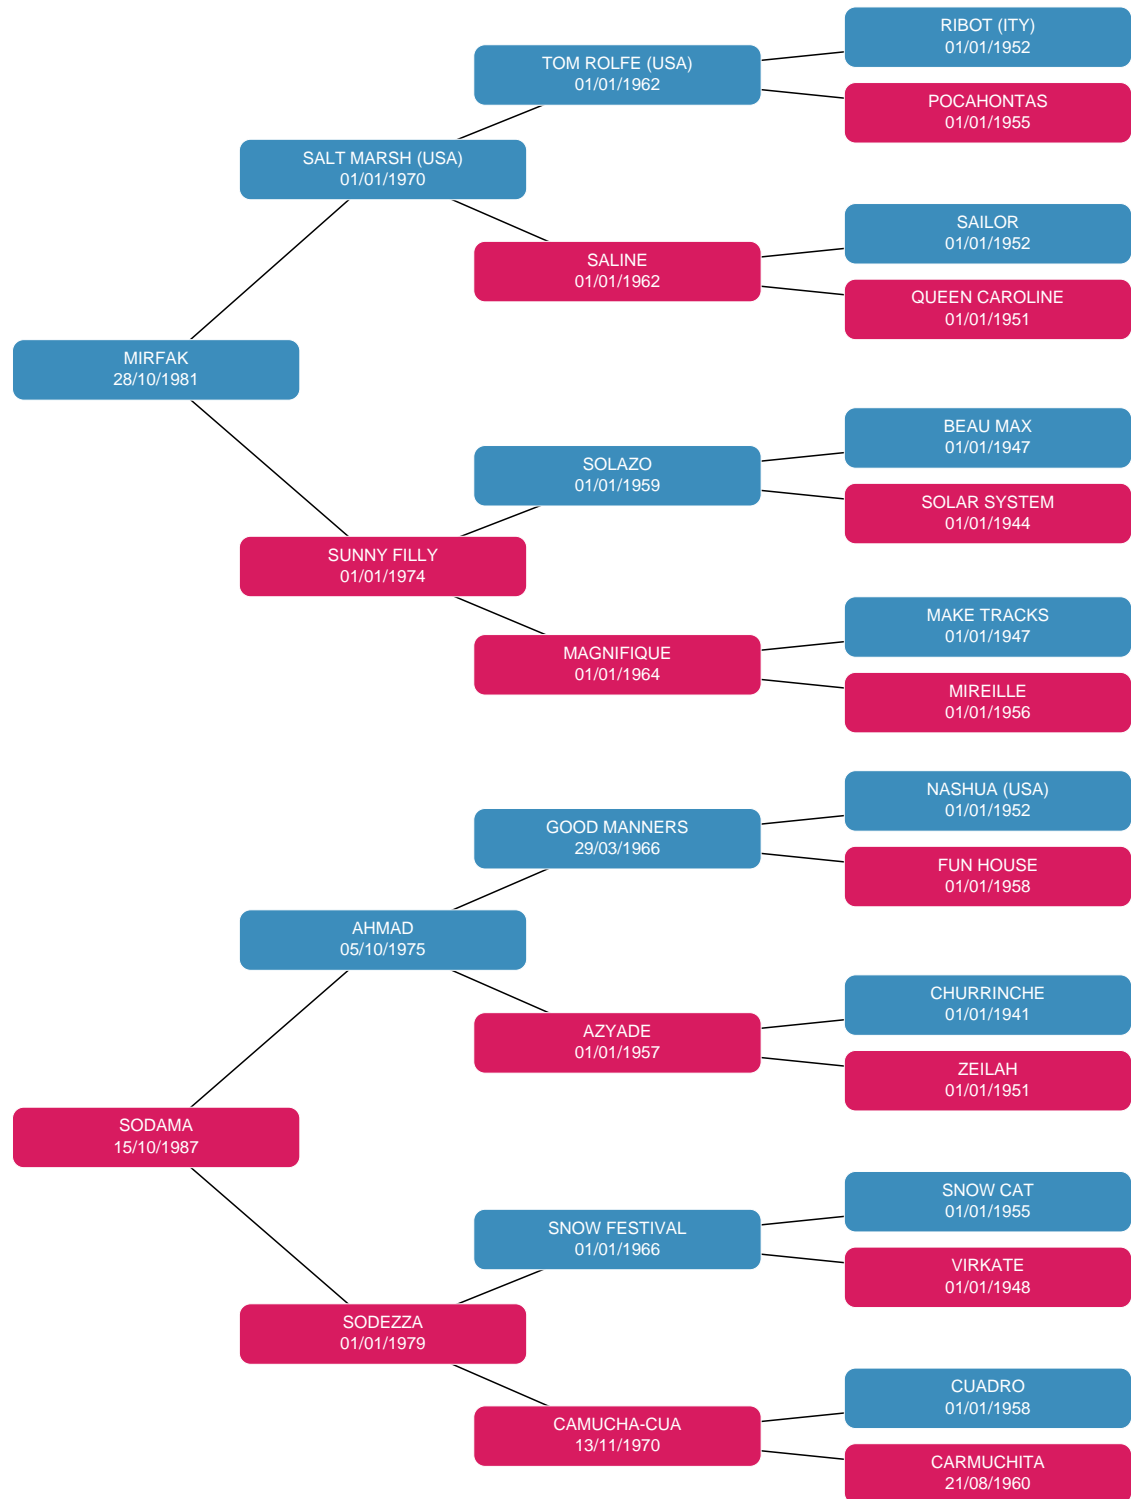 RIBOT (ITY)
01/01/1952
TOM ROLFE (USA)
01/01/1962
POCAHONTAS
01/01/1955
SALT MARSH (USA)
01/01/1970
SAILOR
01/01/1952
SALINE
01/01/1962
QUEEN CAROLINE
01/01/1951
MIRFAK
28/10/1981
BEAU MAX
01/01/1947
SOLAZO
01/01/1959
SOLAR SYSTEM
01/01/1944
SUNNY FILLY
01/01/1974
MAKE TRACKS
01/01/1947
MAGNIFIQUE
01/01/1964
MIREILLE
01/01/1956
NASHUA (USA)
01/01/1952
GOOD MANNERS
29/03/1966
FUN HOUSE
01/01/1958
AHMAD
05/10/1975
CHURRINCHE
01/01/1941
AZYADE
01/01/1957
ZEILAH
01/01/1951
SODAMA
15/10/1987
SNOW CAT
01/01/1955
SNOW FESTIVAL
01/01/1966
VIRKATE
01/01/1948
SODEZZA
01/01/1979
CUADRO
01/01/1958
CAMUCHA-CUA
13/11/1970
CARMUCHITA
21/08/1960